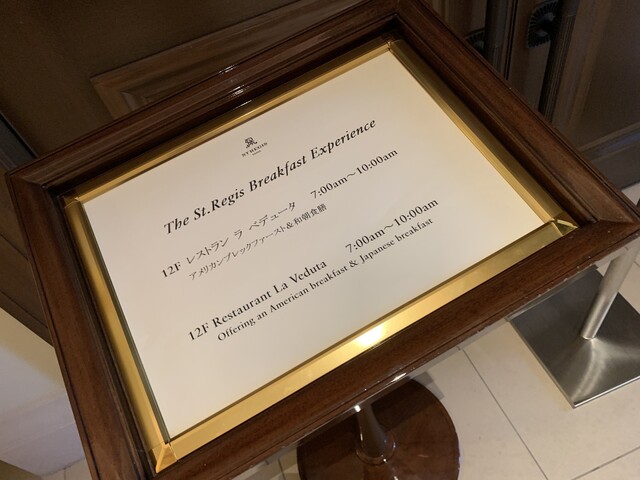 ST REGIS
The St.Regis Breakfast Experience
12F レストラン ラ ベデュータ 7:00am～10:00am
アメリカンブレックファースト&和朝食膳
12F Restaurant La Veduta 7:00am～10:00am
Offering an American breakfast & Japanese breakfast